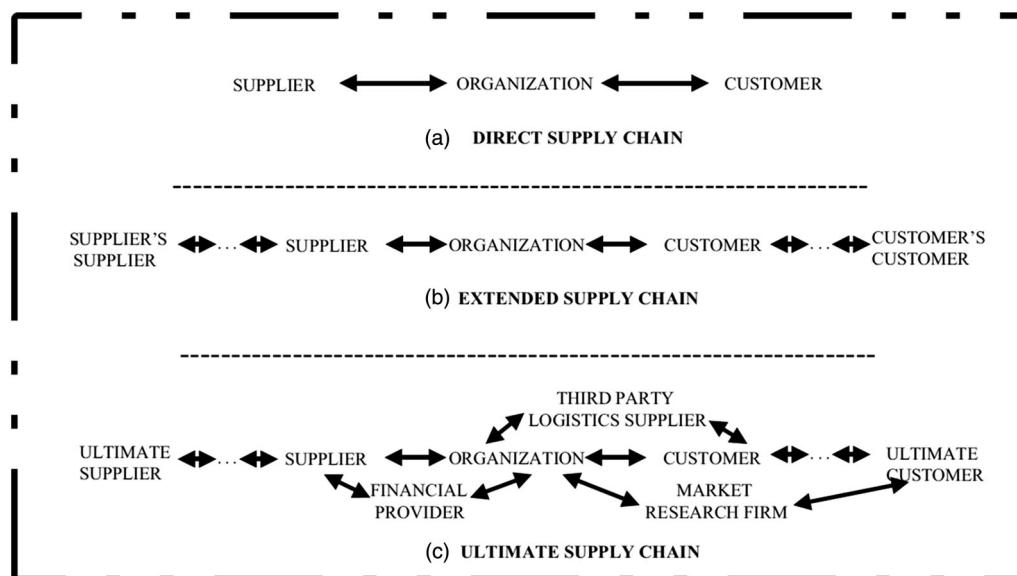 SUPPLIER ORGANIZATION CUSTOMER
(a) DIRECT SUPPLY CHAIN
SUPPLIER'S
SUPPLIER
... SUPPLIER ORGANIZATION CUSTOMER ...
CUSTOMER'S
CUSTOMER
(b) EXTENDED SUPPLY CHAIN
THIRD PARTY
LOGISTICS SUPPLIER
ULTIMATE
SUPPLIER
... SUPPLIER ORGANIZATION CUSTOMER ...
ULTIMATE
CUSTOMER
FINANCIAL
PROVIDER
MARKET
RESEARCH FIRM
(c) ULTIMATE SUPPLY CHAIN